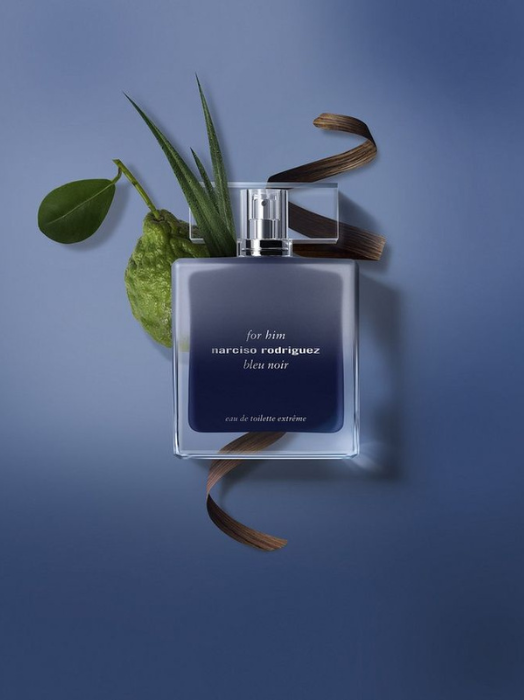 for him
narciso rodriguez
bleu noir
eau de toilette extrême